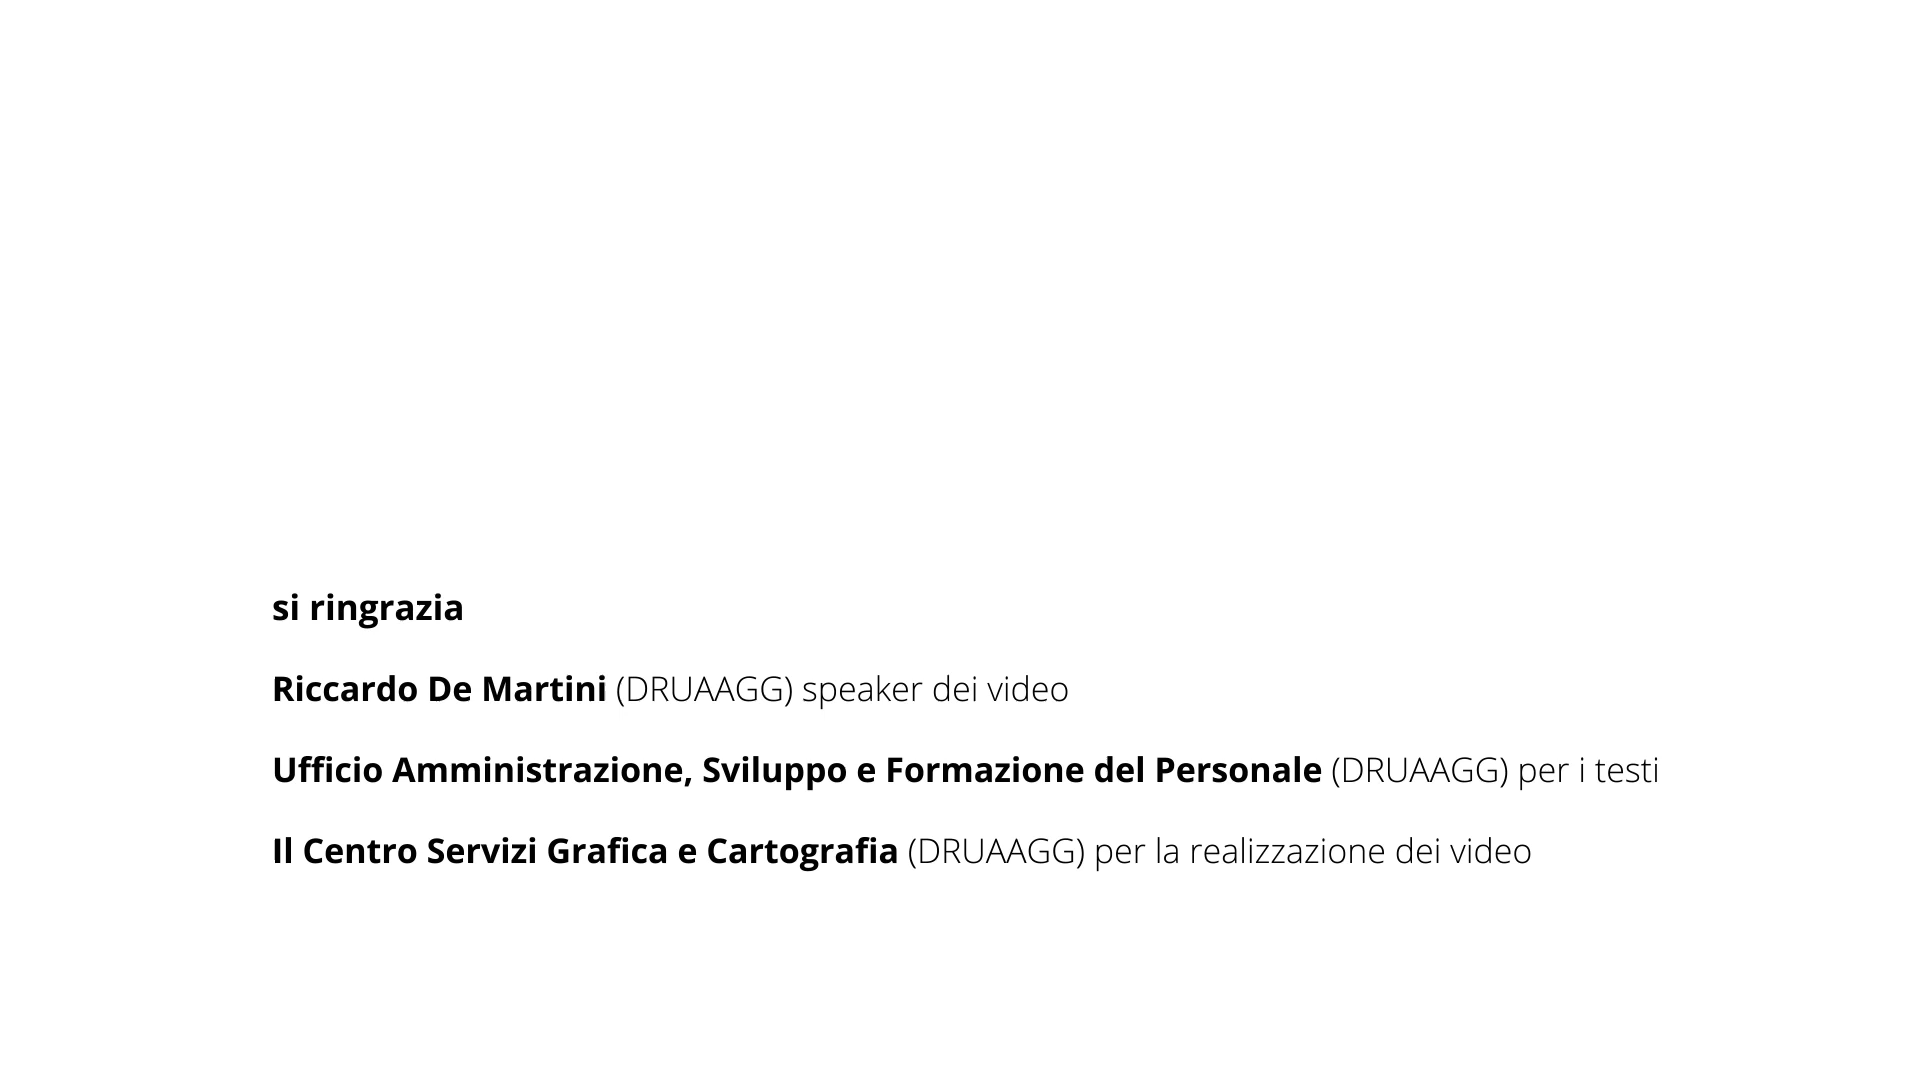 si ringrazia
Riccardo De Martini (DRUAAGG) speaker dei video
Ufficio Amministrazione, Sviluppo e Formazione del Personale (DRUAAGG) per i testi
Il Centro Servizi Grafica e Cartografia (DRUAAGG) per la realizzazione dei video